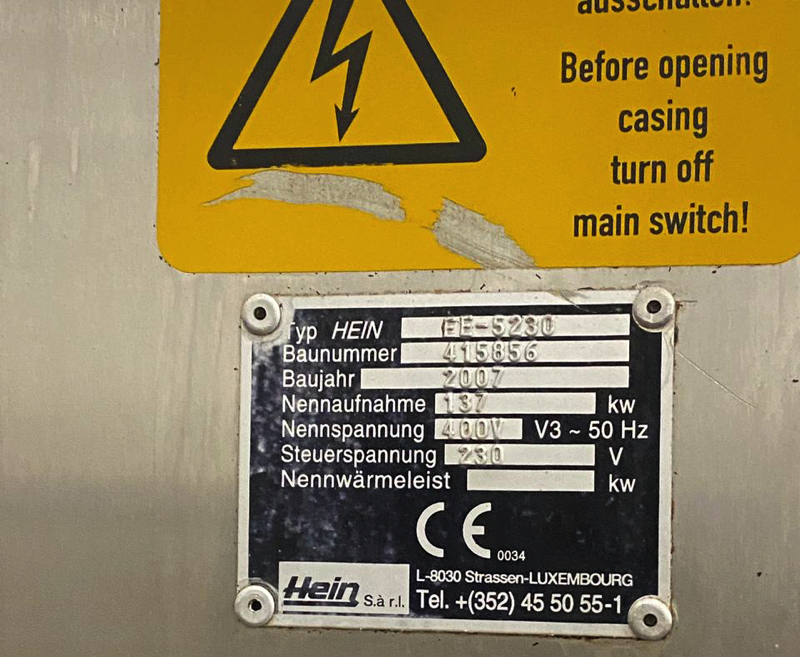 ausschalten!
Before opening
casing
turn off
main switch!
Typ HEIN EE-5230
Baunummer 415856
Baujahr 2007
Nennaufnahme 137 kw
Nennspannung 400V V3 ~ 50 Hz
Steuerspannung 230 V
Nennwärmeleist kw
CE 0034
L-8030 Strassen-LUXEMBOURG
Hein S.à r.l. Tel. +(352) 45 50 55-1